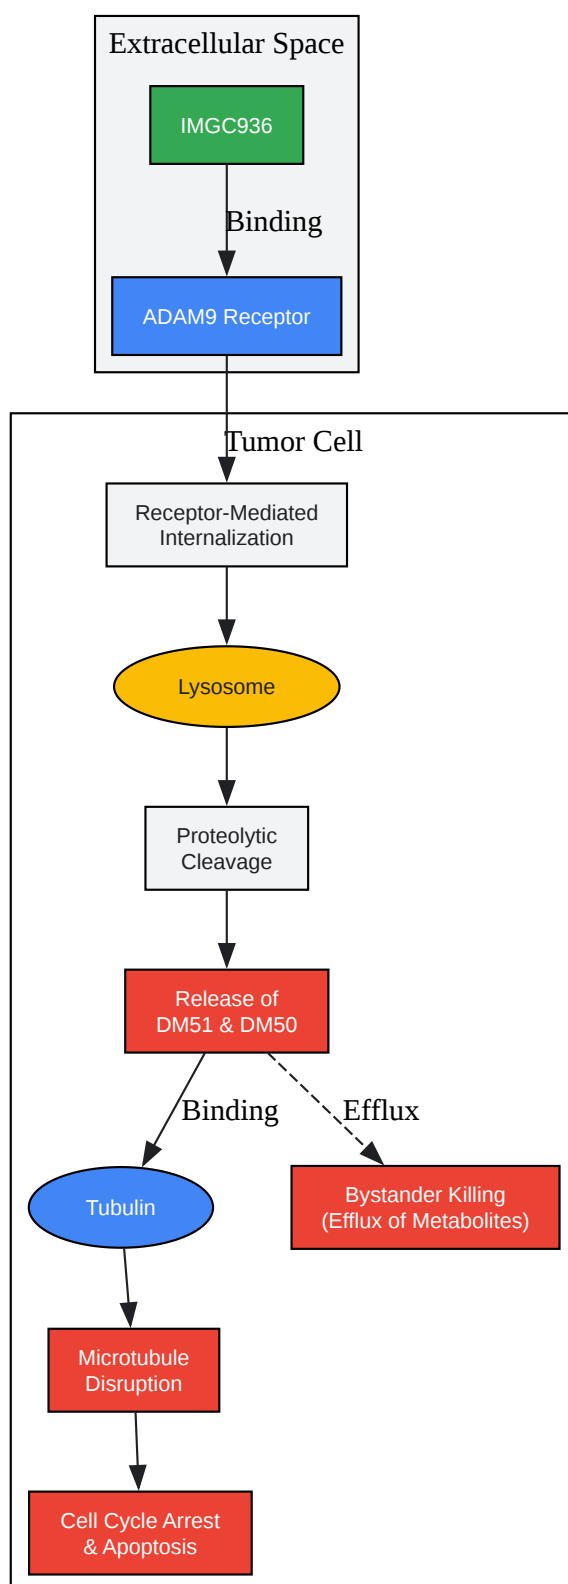 Extracellular Space
IMGC936
Binding
ADAM9 Receptor
Tumor Cell
Receptor-Mediated
Internalization
Lysosome
Proteolytic
Cleavage
Release of
DM51 & DM50
Binding
Efflux
Tubulin
Bystander Killing
(Efflux of Metabolites)
Microtubule
Disruption
Cell Cycle Arrest
& Apoptosis